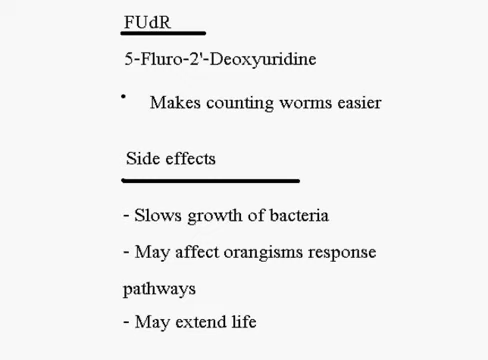 FUdR
5-Fluro-2'-Deoxyuridine
• Makes counting worms easier
Side effects
- Slows growth of bacteria
- May affect orangisms response
pathways
- May extend life